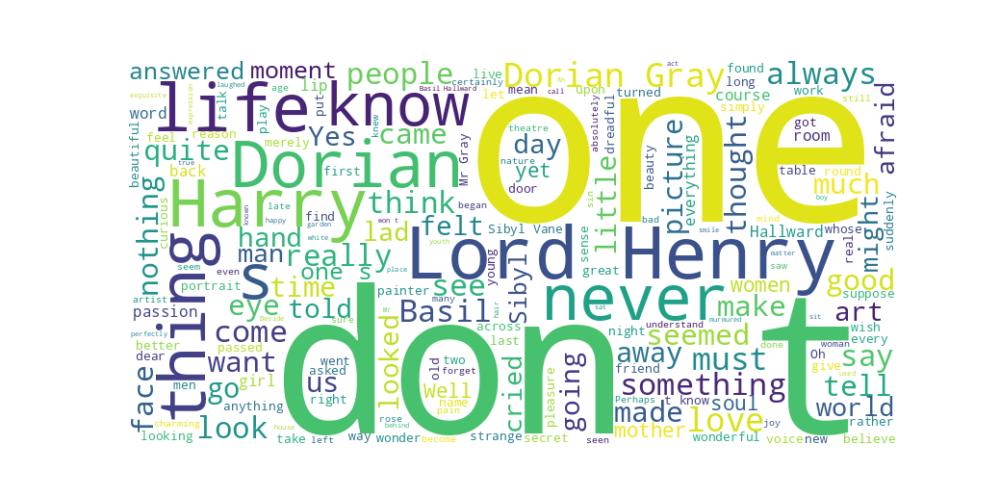 answered moment people live certainly Dorian Gray found long always
laughed age lip Basil Hallward let mean call upon turned course work still
word life know talk play put Yes knew came Mr Gray one absolutely dreadful simply got room afraid
beautiful feel reason merely theatre day nature yet door beauty picture everything thought table round much
quite back true Dorian first began boy
nothing curious Harry late happy garden find think white lad felt Sibyl Vane sense little bad smile mind Hallward whose real might suddenly
hand man really young Lord Henry great saw matter
thing seem even s one s place youth painter see Sibyl never women good suppose
artist portrait time many hair make art
passion eye told sure Basil across night understand murmured sit wish
perfectly come passed Decide looked last cried seemed done woman every
better dear want went asked us old two forget away friend must Oh give say
face men go girl don t Well name pain pleasure going something used tell
anything right made Perhaps t know soul joy world
charming look rose behind mother love rather
looking take left house way wonder become strange secret seen wonderful voice new believe